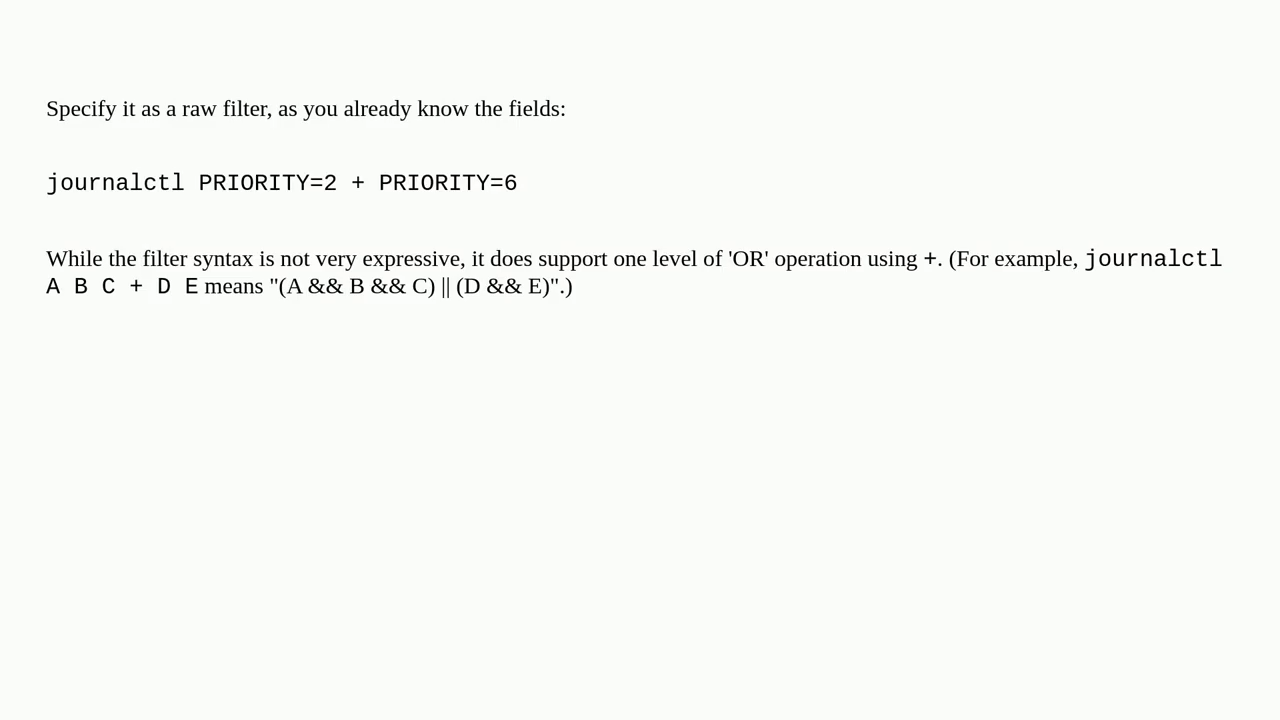 Specify it as a raw filter, as you already know the fields:
journalctl PRIORITY=2 + PRIORITY=6
While the filter syntax is not very expressive, it does support one level of 'OR' operation using +. (For example, journalctl
A B C + D E means "(A && B && C) || (D && E)".)